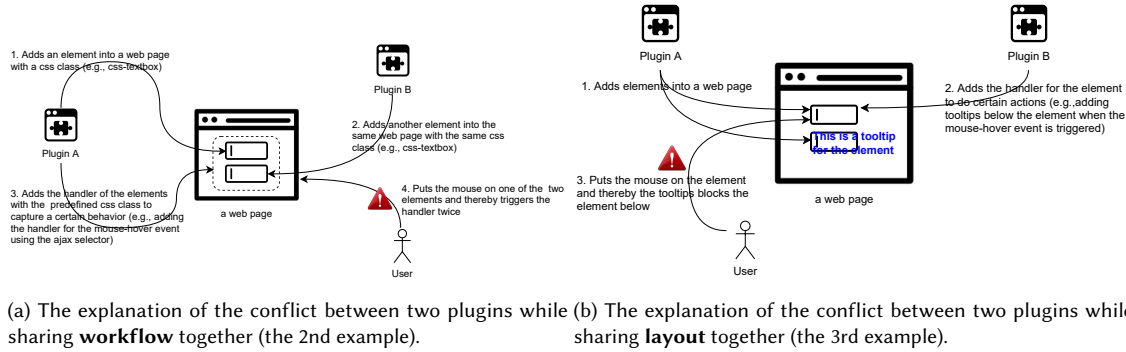 1. Adds an element into a web page
with a css class (e.g., css-textbox)
Plugin B
2. Adds another element into the
same web page with the same css
class (e.g., css-textbox)
Plugin A
3. Adds the handler of the elements
with the predefined css class to
capture a certain behavior (e.g., adding
the handler for the mouse-hover event
using the ajax selector)
a web page
4. Puts the mouse on one of the two
elements and thereby triggers the
handler twice
User
(a) The explanation of the conflict between two plugins while
sharing workflow together (the 2nd example).
Plugin A
Plugin B
1. Adds elements into a web page
2. Adds the handler for the element
to do certain actions (e.g.,adding
tooltips below the element when the
mouse-hover event is triggered)
This is a tooltip
for the element
3. Puts the mouse on the element
and thereby the tooltips blocks the
element below
a web page
User
(b) The explanation of the conflict between two plugins while
sharing layout together (the 3rd example).